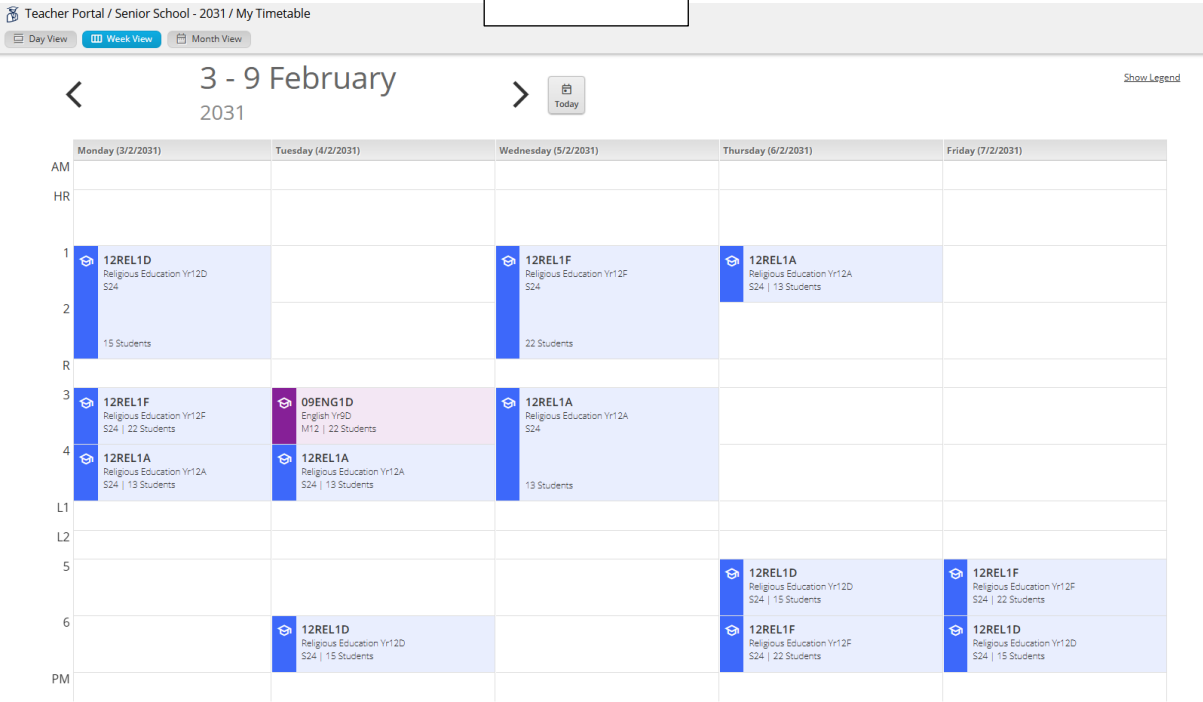 Teacher Portal / Senior School - 2031 / My Timetable
Day View Week View Month View
3 - 9 February
2031
Today
Show Legend
Monday (3/2/2031) Tuesday (4/2/2031) Wednesday (5/2/2031) Thursday (6/2/2031) Friday (7/2/2031)
AM
HR
1
12REL1D
Religious Education Yr12D
S24
15 Students
12REL1F
Religious Education Yr12F
S24
22 Students
12REL1A
Religious Education Yr12A
S24 | 13 Students
2
R
3
12REL1F
Religious Education Yr12F
S24 | 22 Students
09ENG1D
English Yr9D
M12 | 22 Students
12REL1A
Religious Education Yr12A
S24
13 Students
4
12REL1A
Religious Education Yr12A
S24 | 13 Students
12REL1A
Religious Education Yr12A
S24 | 13 Students
L1
L2
5
12REL1D
Religious Education Yr12D
S24 | 15 Students
12REL1F
Religious Education Yr12F
S24 | 22 Students
6
12REL1D
Religious Education Yr12D
S24 | 15 Students
12REL1F
Religious Education Yr12F
S24 | 22 Students
12REL1D
Religious Education Yr12D
S24 | 15 Students
PM